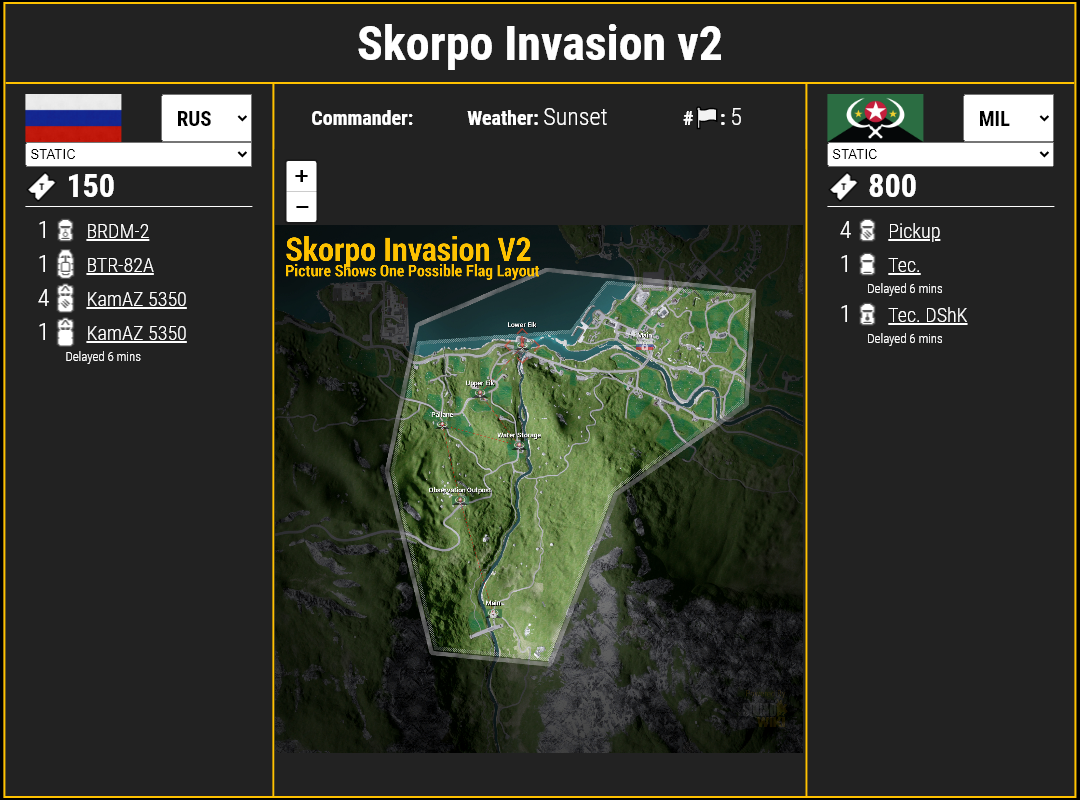 Skorpo Invasion v2
RUS
STATIC
150
1 BRDM-2
1 BTR-82A
4 KamAZ 5350
1 KamAZ 5350
Delayed 6 mins
Commander: Weather: Sunset # : 5
+
−
Skorpo Invasion V2
Picture Shows One Possible Flag Layout
Lower Elk
Main
Upper Elk
Pallane
Water Storage
Observation Outpost
Main
MIL
STATIC
800
4 Pickup
1 Tec.
Delayed 6 mins
1 Tec. DShK
Delayed 6 mins